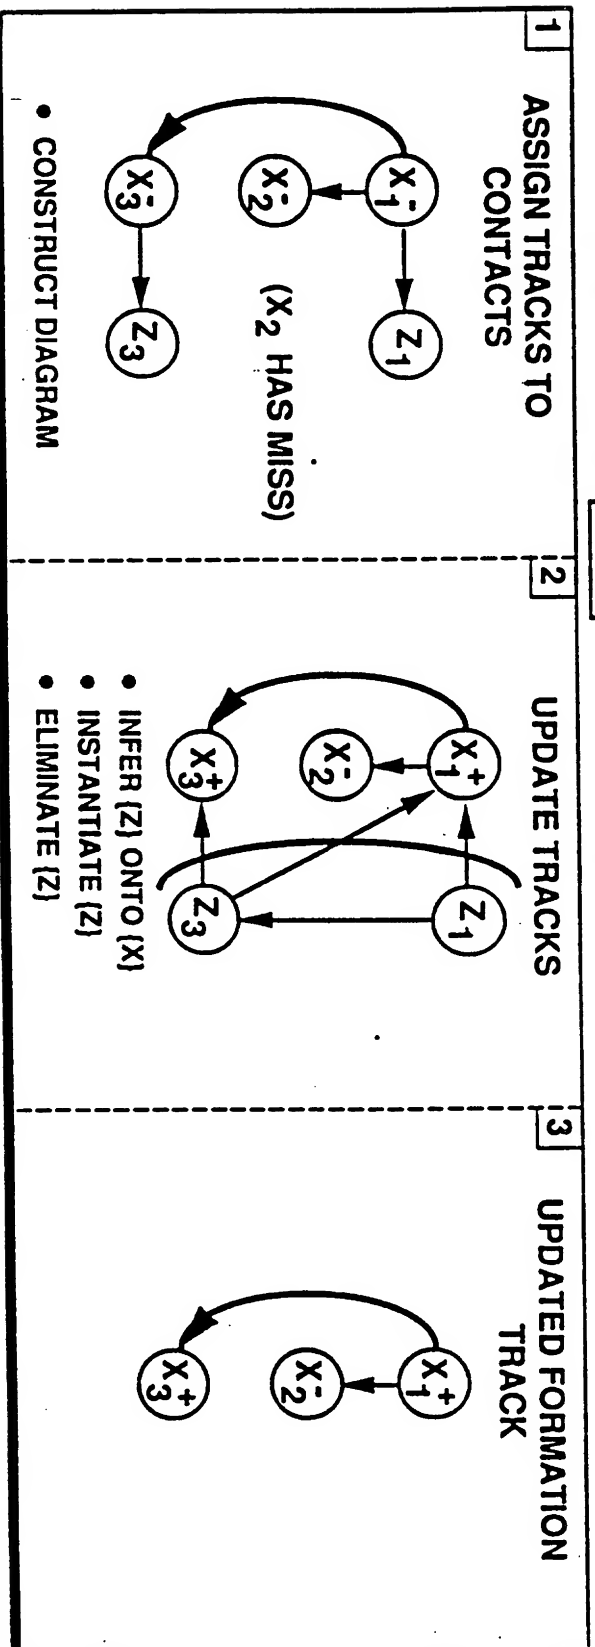 1
ASSIGN TRACKS TO
CONTACTS
X₁⁻
Z₁
X₂⁻
(X₂ HAS MISS)
X₃⁻
Z₃
• CONSTRUCT DIAGRAM
2
UPDATE TRACKS
X₁⁺
Z₁
X₂⁻
X₃⁺
Z₃
• INFER {Z} ONTO {X}
• INSTANTIATE {Z}
• ELIMINATE {Z}
3
UPDATED FORMATION
TRACK
X₁⁺
X₂⁻
X₃⁺